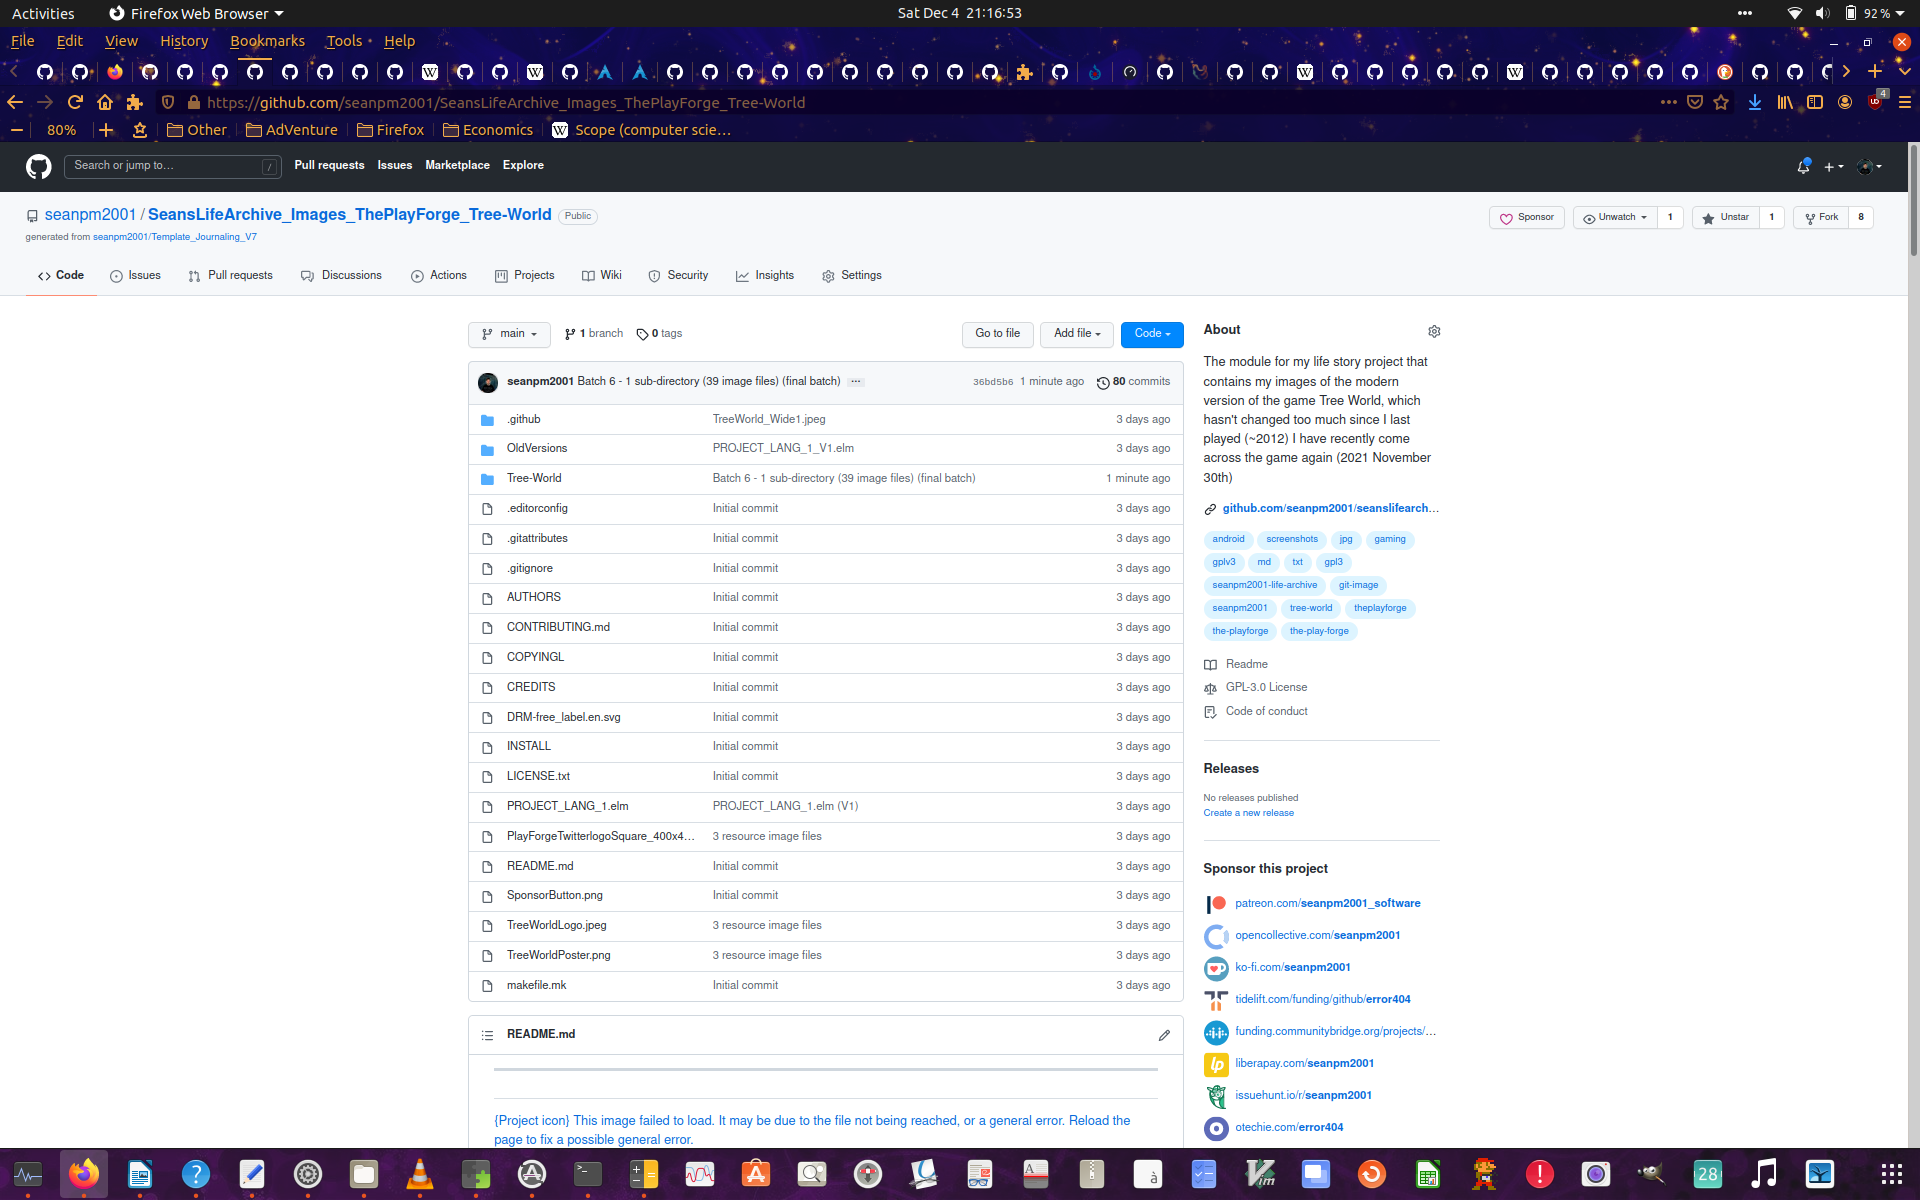 Activities Firefox Web Browser Sat Dec 4 21:16:53 92 %
File Edit View History Bookmarks Tools Help
https://github.com/seanpm2001/SeansLifeArchive_Images_ThePlayForge_Tree-World 4
80% Other AdVenture Firefox Economics Scope (computer scie…
Search or jump to… / Pull requests Issues Marketplace Explore
seanpm2001 / SeansLifeArchive_Images_ThePlayForge_Tree-World Public Sponsor Unwatch 1 Unstar 1 Fork 8
generated from seanpm2001/Template_Journaling_V7
Code Issues Pull requests Discussions Actions Projects Wiki Security Insights Settings
main 1 branch 0 tags Go to file Add file Code
seanpm2001 Batch 6 - 1 sub-directory (39 image files) (final batch) … 36bd5b6 1 minute ago 80 commits
.github TreeWorld_Wide1.jpeg 3 days ago
OldVersions PROJECT_LANG_1_V1.elm 3 days ago
Tree-World Batch 6 - 1 sub-directory (39 image files) (final batch) 1 minute ago
.editorconfig Initial commit 3 days ago
.gitattributes Initial commit 3 days ago
.gitignore Initial commit 3 days ago
AUTHORS Initial commit 3 days ago
CONTRIBUTING.md Initial commit 3 days ago
COPYINGL Initial commit 3 days ago
CREDITS Initial commit 3 days ago
DRM-free_label.en.svg Initial commit 3 days ago
INSTALL Initial commit 3 days ago
LICENSE.txt Initial commit 3 days ago
PROJECT_LANG_1.elm PROJECT_LANG_1.elm (V1) 3 days ago
PlayForgeTwitterlogoSquare_400x4… 3 resource image files 3 days ago
README.md Initial commit 3 days ago
SponsorButton.png Initial commit 3 days ago
TreeWorldLogo.jpeg 3 resource image files 3 days ago
TreeWorldPoster.png 3 resource image files 3 days ago
makefile.mk Initial commit 3 days ago
README.md
{Project icon} This image failed to load. It may be due to the file not being reached, or a general error. Reload the
page to fix a possible general error.
About
The module for my life story project that
contains my images of the modern
version of the game Tree World, which
hasn't changed too much since I last
played (~2012) I have recently come
across the game again (2021 November
30th)
github.com/seanpm2001/seanslifearch…
android screenshots jpg gaming
gplv3 md txt gpl3
seanpm2001-life-archive git-image
seanpm2001 tree-world theplayforge
the-playforge the-play-forge
Readme
GPL-3.0 License
Code of conduct
Releases
No releases published
Create a new release
Sponsor this project
patreon.com/seanpm2001_software
opencollective.com/seanpm2001
ko-fi.com/seanpm2001
tidelift.com/funding/github/error404
funding.communitybridge.org/projects/…
lp liberapay.com/seanpm2001
issuehunt.io/r/seanpm2001
otechie.com/error404
28